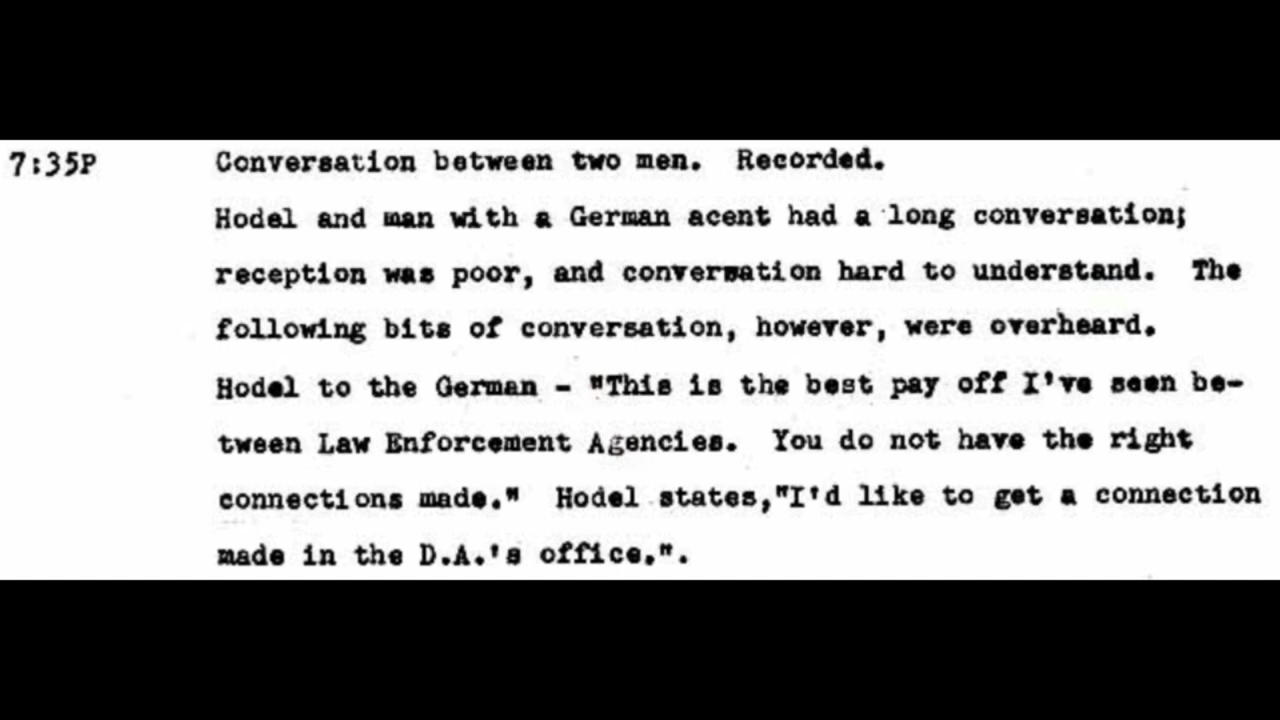 7:35P Conversation between two men. Recorded.
Hodel and man with a German acent had a long conversation;
reception was poor, and conversation hard to understand. The
following bits of conversation, however, were overheard.
Hodel to the German - "This is the best pay off I've seen be-
tween Law Enforcement Agencies. You do not have the right
connections made." Hodel states,"I'd like to get a connection
made in the D.A.'s office.".